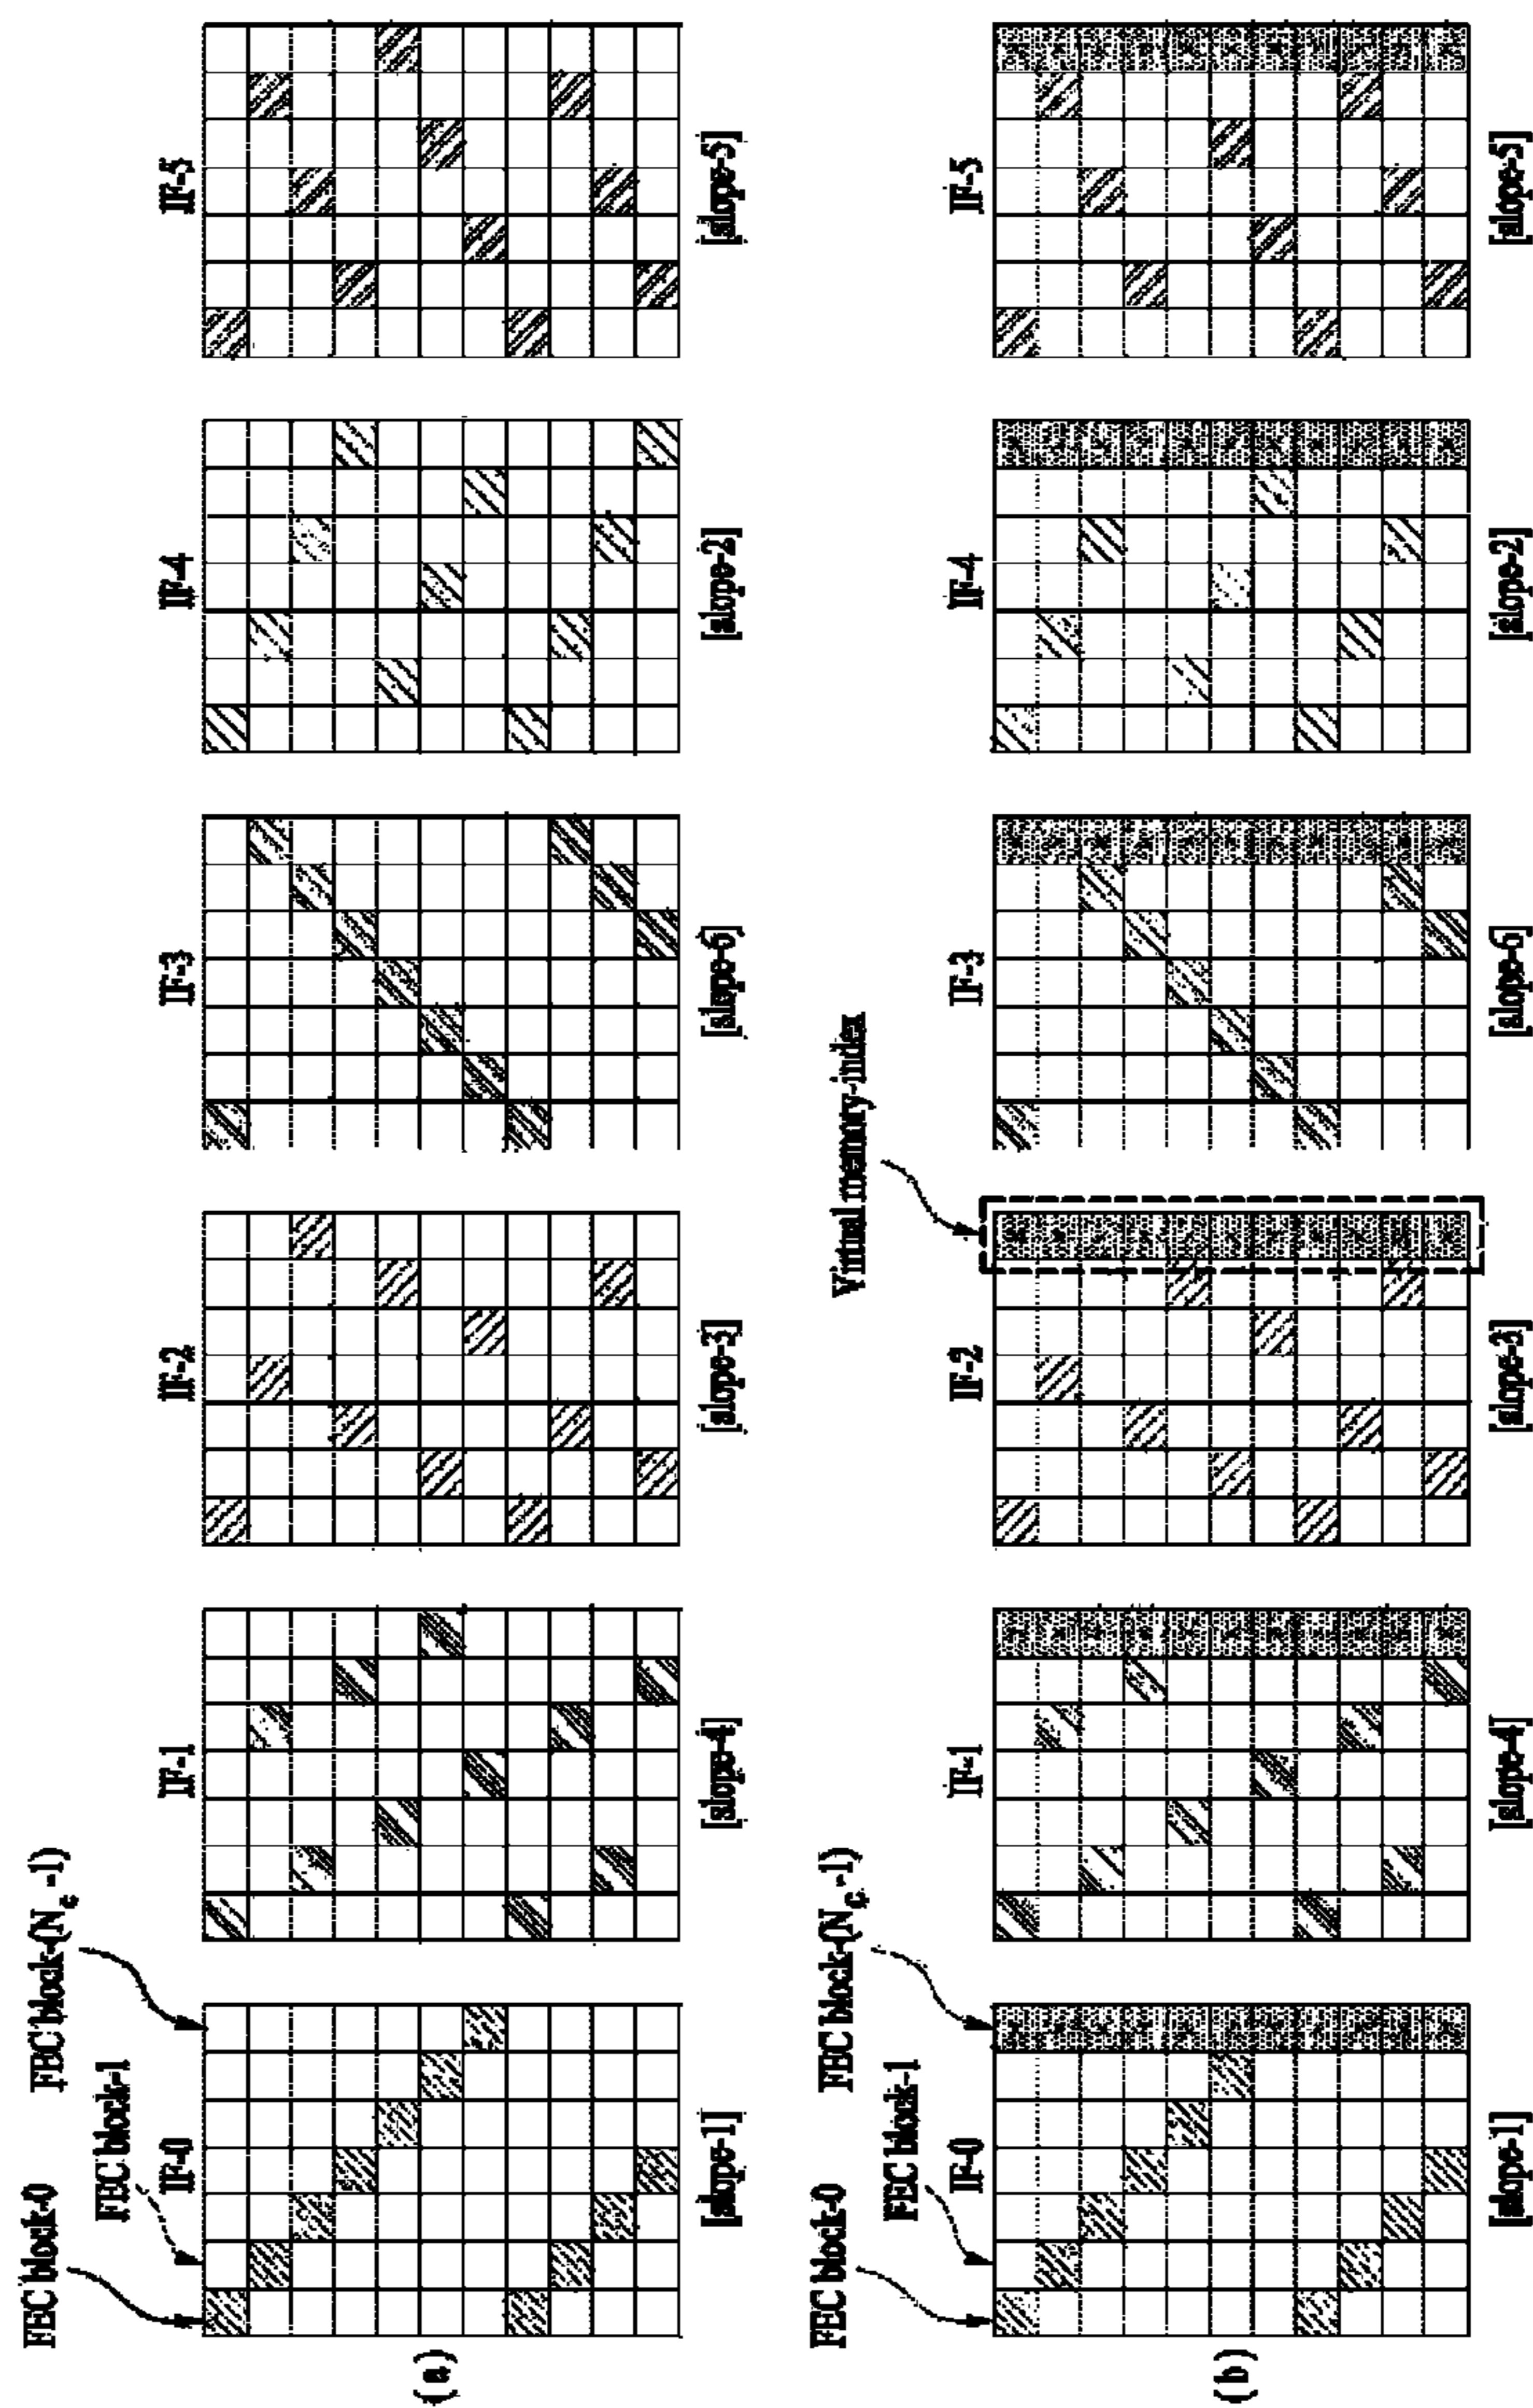 FEC block-0
FEC block-1
FEC block-(Nc -1)
IF-0
IF-1
IF-2
IF-3
IF-4
IF-5
(a)
[slope-1]
[slope-4]
[slope-3]
[slope-6]
[slope-2]
[slope-5]
FEC block-0
FEC block-1
FEC block-(Nc -1)
Virtual memory-index
IF-0
IF-1
IF-2
IF-3
IF-4
IF-5
(b)
[slope-1]
[slope-4]
[slope-3]
[slope-6]
[slope-2]
[slope-5]